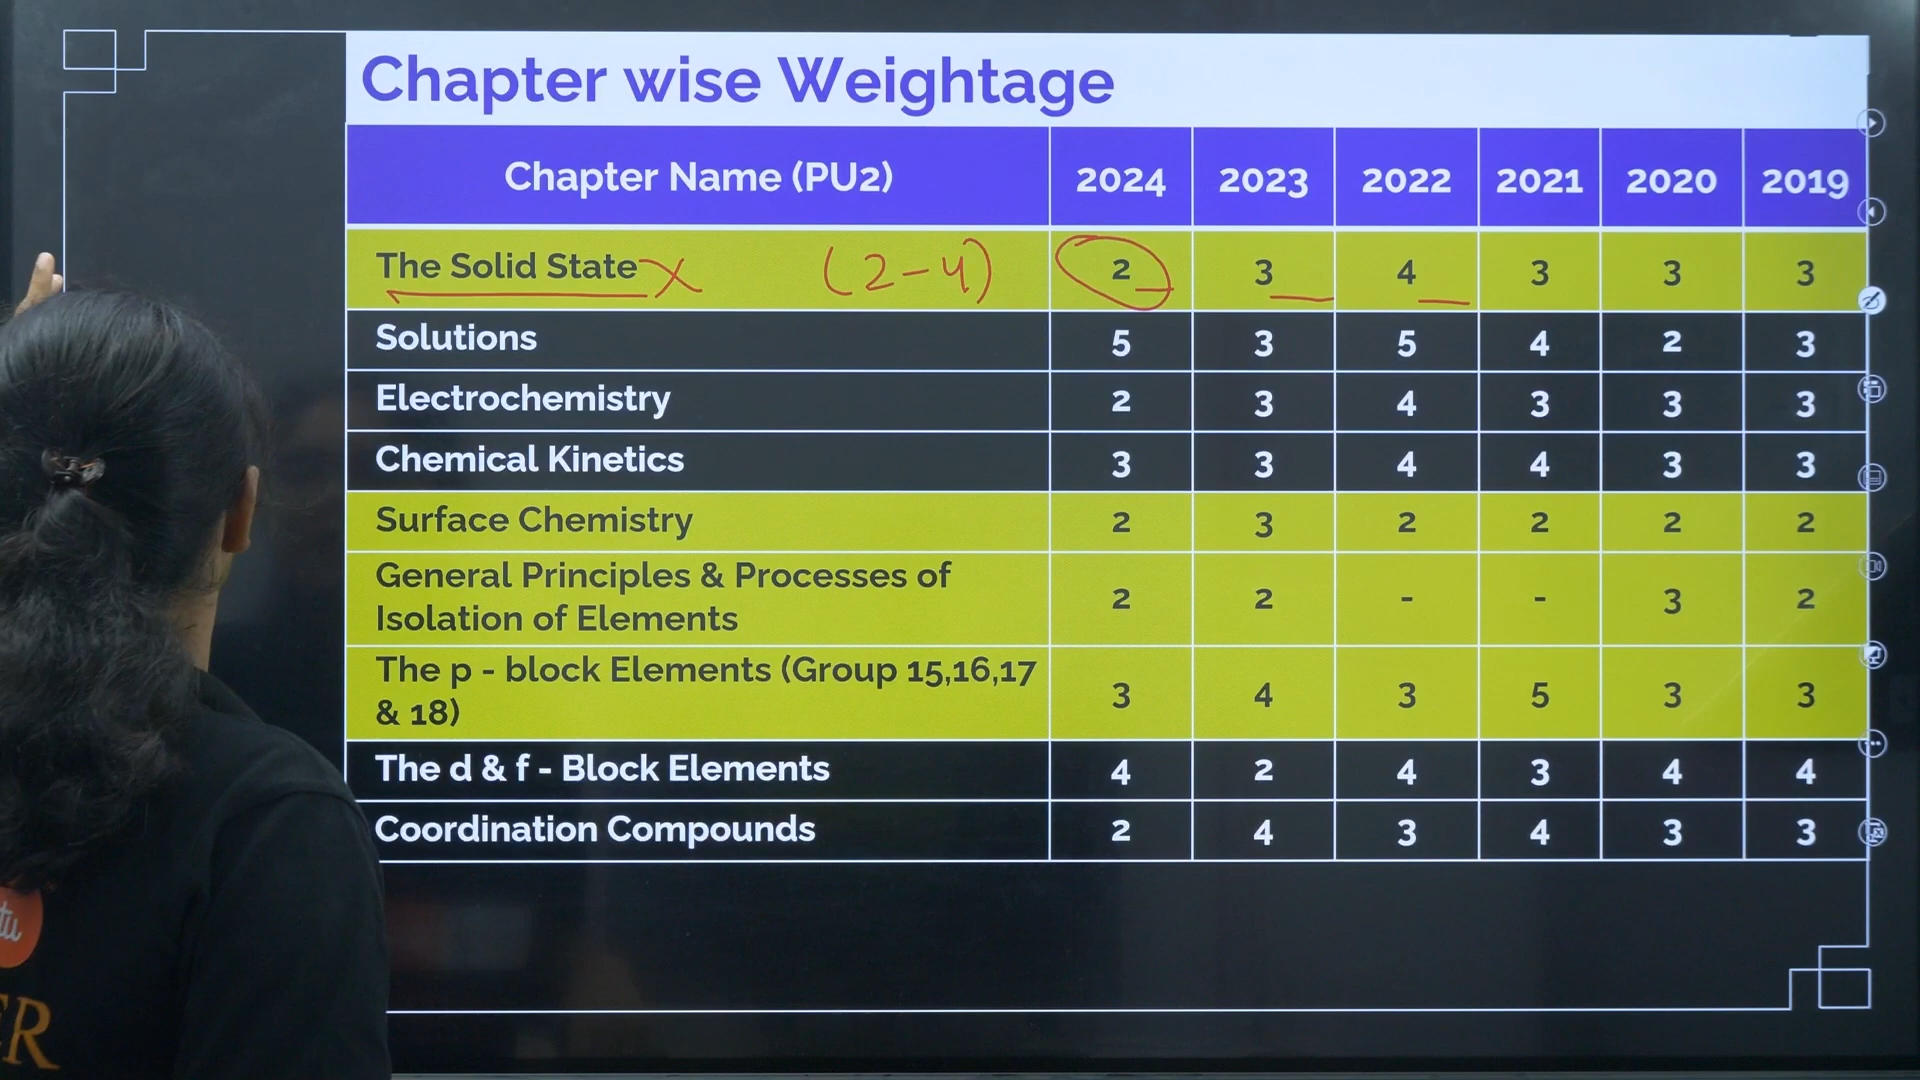 Chapter wise Weightage
Chapter Name (PU2) 2024 2023 2022 2021 2020 2019
The Solid State X (2-4) 2 3 4 3 3 3
Solutions 5 3 5 4 2 3
Electrochemistry 2 3 4 3 3 3
Chemical Kinetics 3 3 4 4 3 3
Surface Chemistry 2 3 2 2 2 2
General Principles & Processes of
Isolation of Elements 2 2 - - 3 2
The p - block Elements (Group 15,16,17
& 18) 3 4 3 5 3 3
The d & f - Block Elements 4 2 4 3 4 4
Coordination Compounds 2 4 3 4 3 3
tu
ER